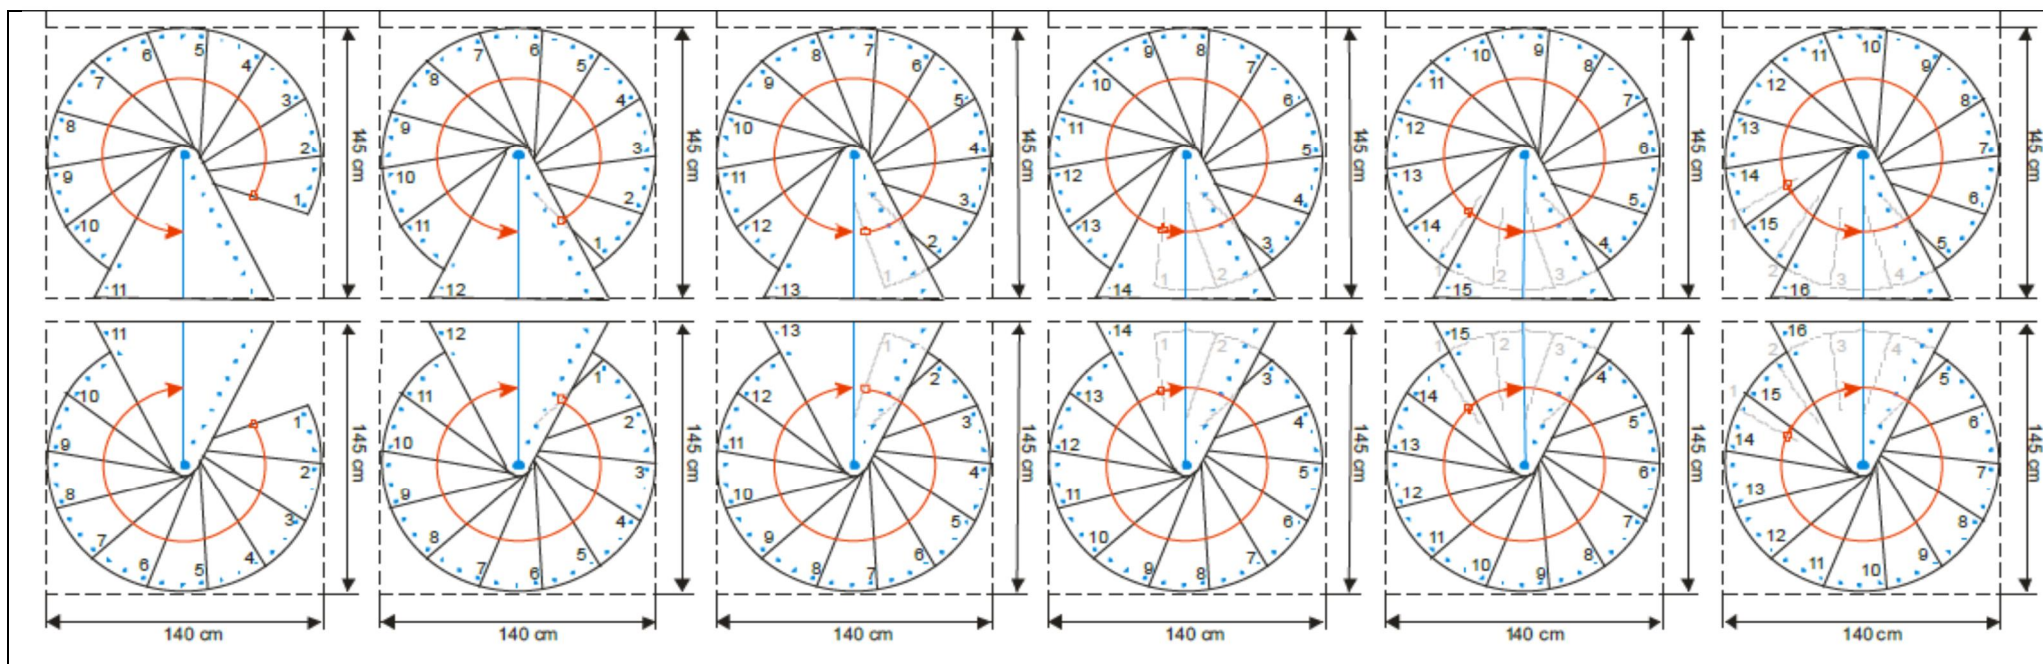 1 2 3 4 5 6 7 8 9 10 11
145 cm
1 2 3 4 5 6 7 8 9 10 11 12
145 cm
1 2 3 4 5 6 7 8 9 10 11 12 13
145 cm
1 2 3 4 5 6 7 8 9 10 11 12 13 14
145 cm
1 2 3 4 5 6 7 8 9 10 11 12 13 14 15
145 cm
1 2 3 4 5 6 7 8 9 10 11 12 13 14 15 16
145 cm
11 10 9 8 7 6 5 4 3 2 1
145 cm
12 11 10 9 8 7 6 5 4 3 2 1
145 cm
13 12 11 10 9 8 7 6 5 4 3 2 1
145 cm
14 13 12 11 10 9 8 7 6 5 4 3 2 1
145 cm
15 14 13 12 11 10 9 8 7 6 5 4 3 2 1
145 cm
16 15 14 13 12 11 10 9 8 7 6 5 4 3 2 1
145 cm
140 cm
140 cm
140 cm
140 cm
140 cm
140 cm